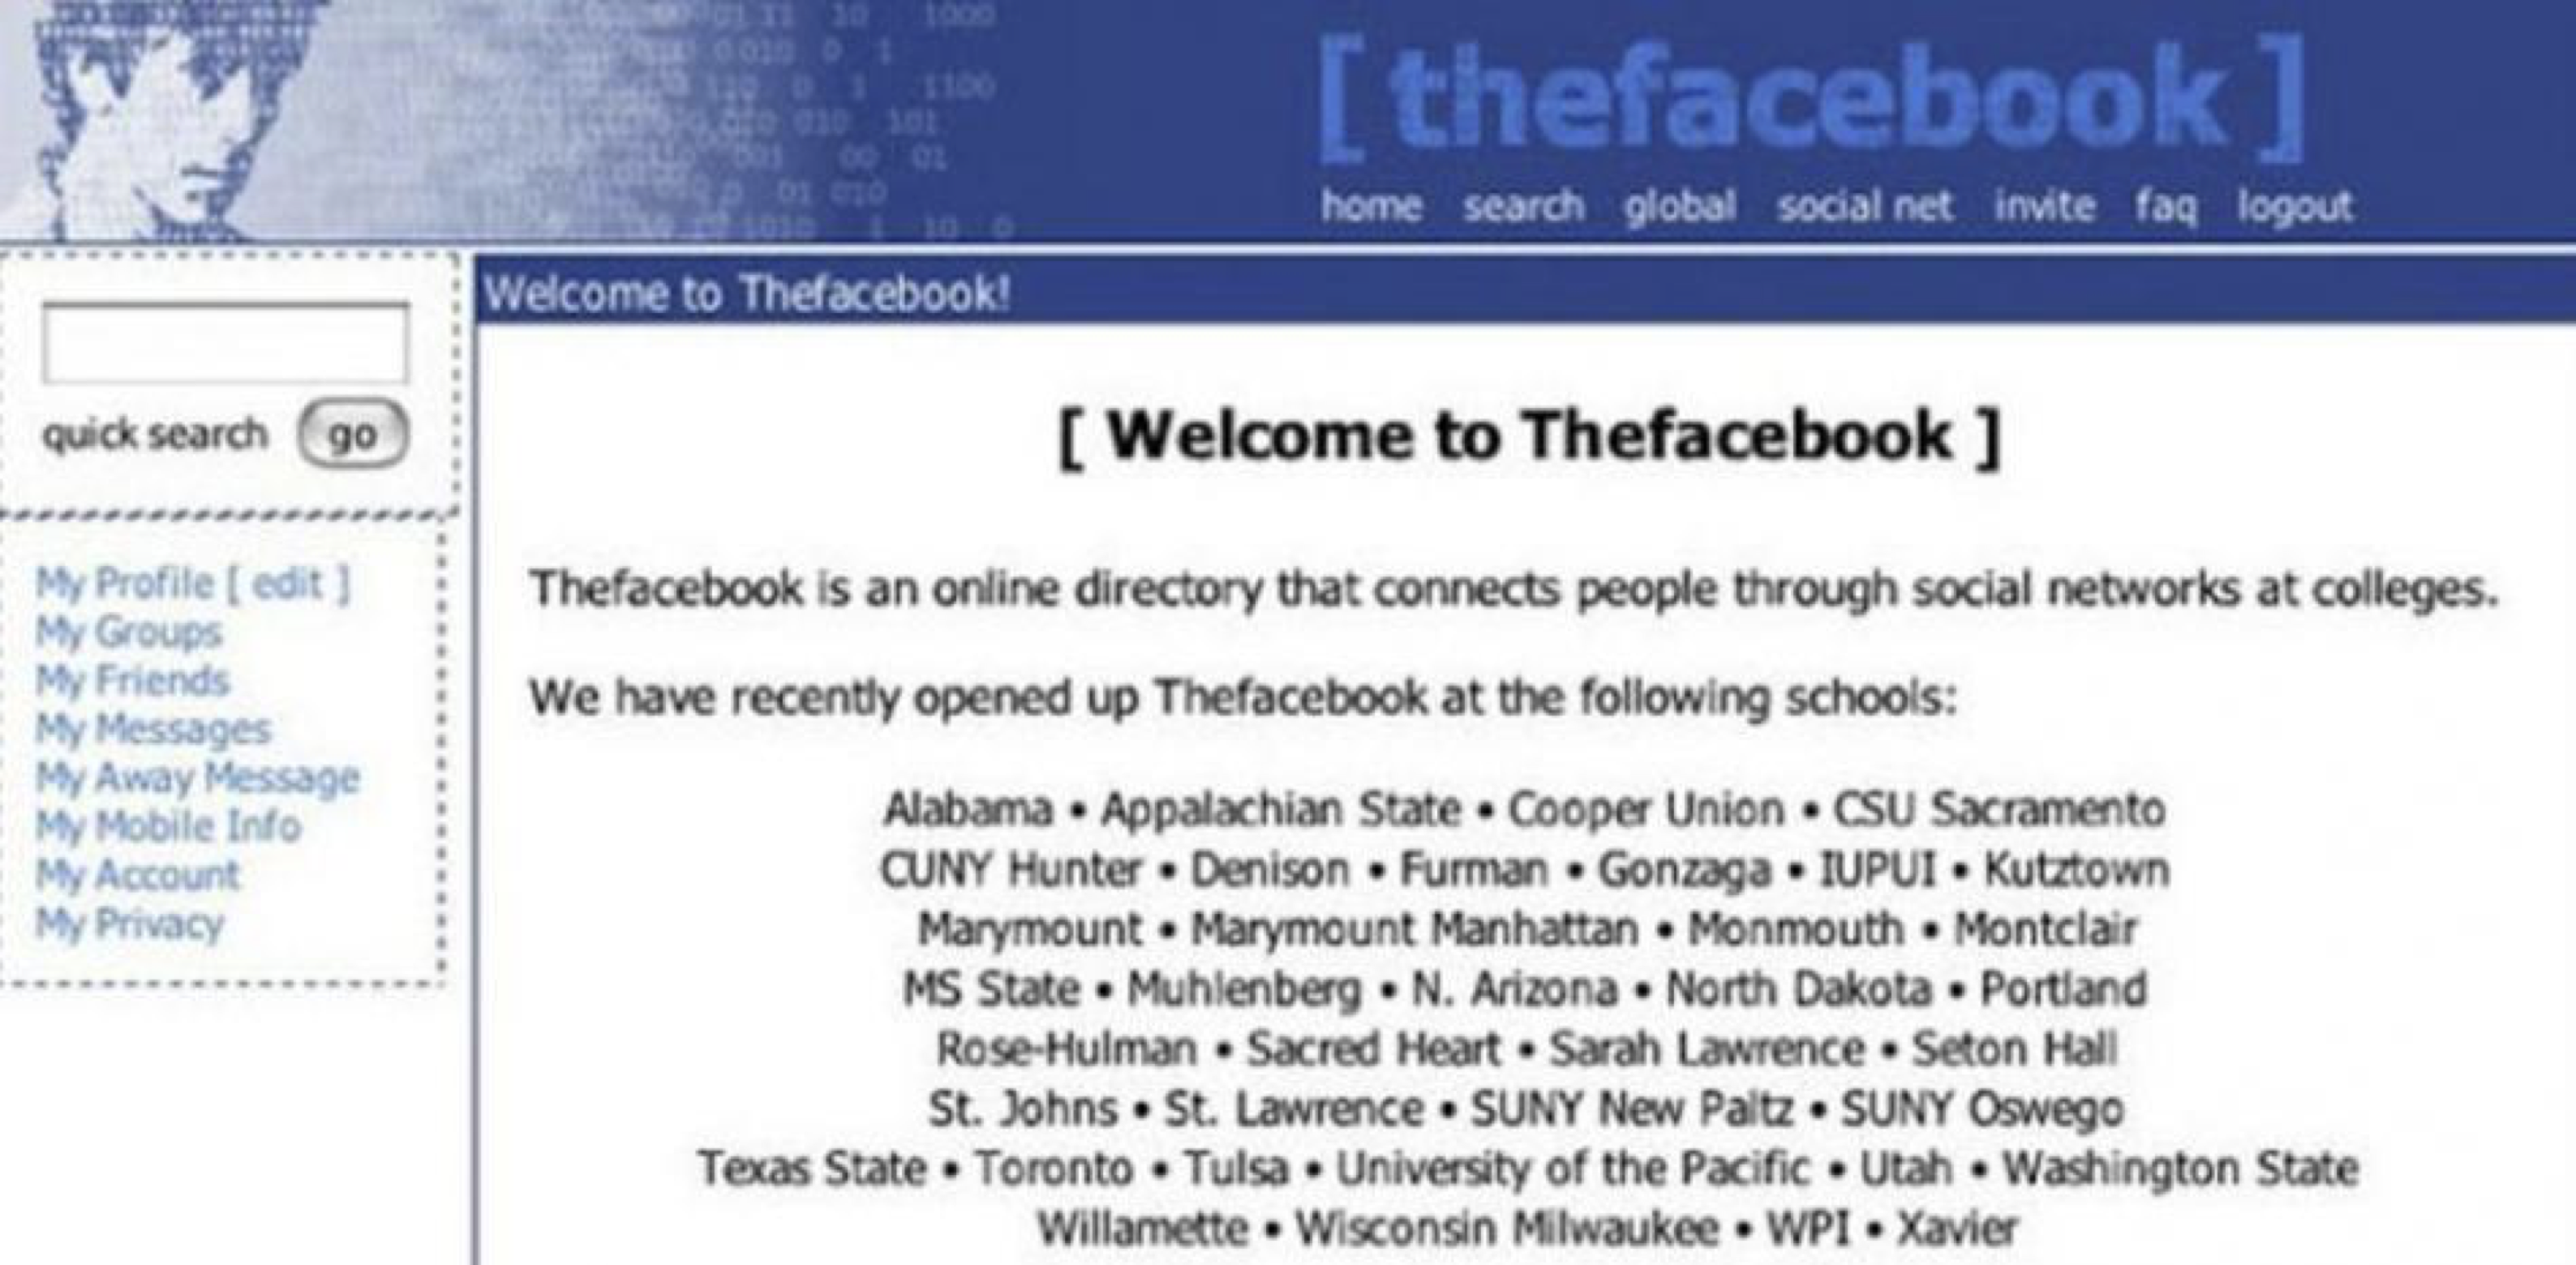 [ thefacebook ]
home search global social net invite faq logout
quick search go
My Profile [ edit ]
My Groups
My Friends
My Messages
My Away Message
My Mobile Info
My Account
My Privacy
Welcome to Thefacebook!
[ Welcome to Thefacebook ]
Thefacebook is an online directory that connects people through social networks at colleges.
We have recently opened up Thefacebook at the following schools:
Alabama • Appalachian State • Cooper Union • CSU Sacramento
CUNY Hunter • Denison • Furman • Gonzaga • IUPUI • Kutztown
Marymount • Marymount Manhattan • Monmouth • Montclair
MS State • Muhlenberg • N. Arizona • North Dakota • Portland
Rose-Hulman • Sacred Heart • Sarah Lawrence • Seton Hall
St. Johns • St. Lawrence • SUNY New Paltz • SUNY Oswego
Texas State • Toronto • Tulsa • University of the Pacific • Utah • Washington State
Willamette • Wisconsin Milwaukee • WPI • Xavier